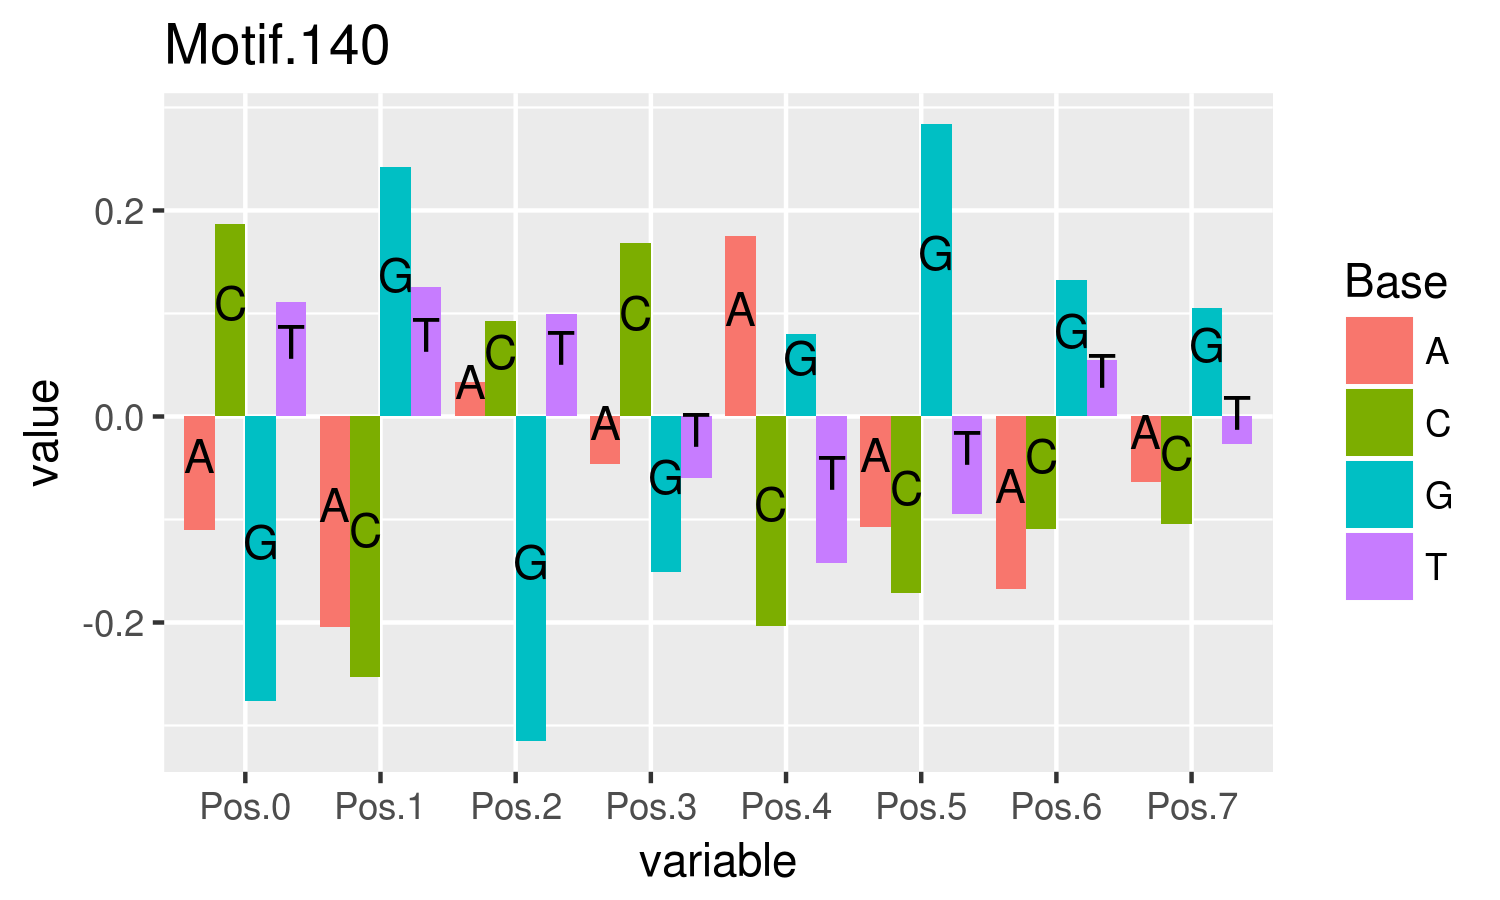 Motif.140
value
0.2
0.0
-0.2
A C G T
A C G T
A C G T
A C G T
A C G T
A C G T
A C G T
A C G T
Pos.0 Pos.1 Pos.2 Pos.3 Pos.4 Pos.5 Pos.6 Pos.7
variable
Base
A
C
G
T